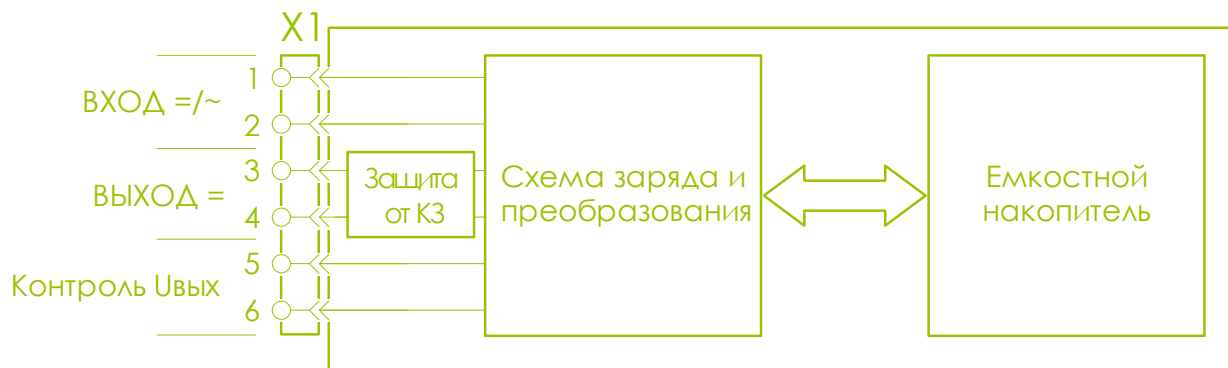 X1
ВХОД =/~
1
2
ВЫХОД =
3
4
Контроль Uвых
5
6
Защита
от КЗ
Схема заряда и
преобразования
Емкостной
накопитель